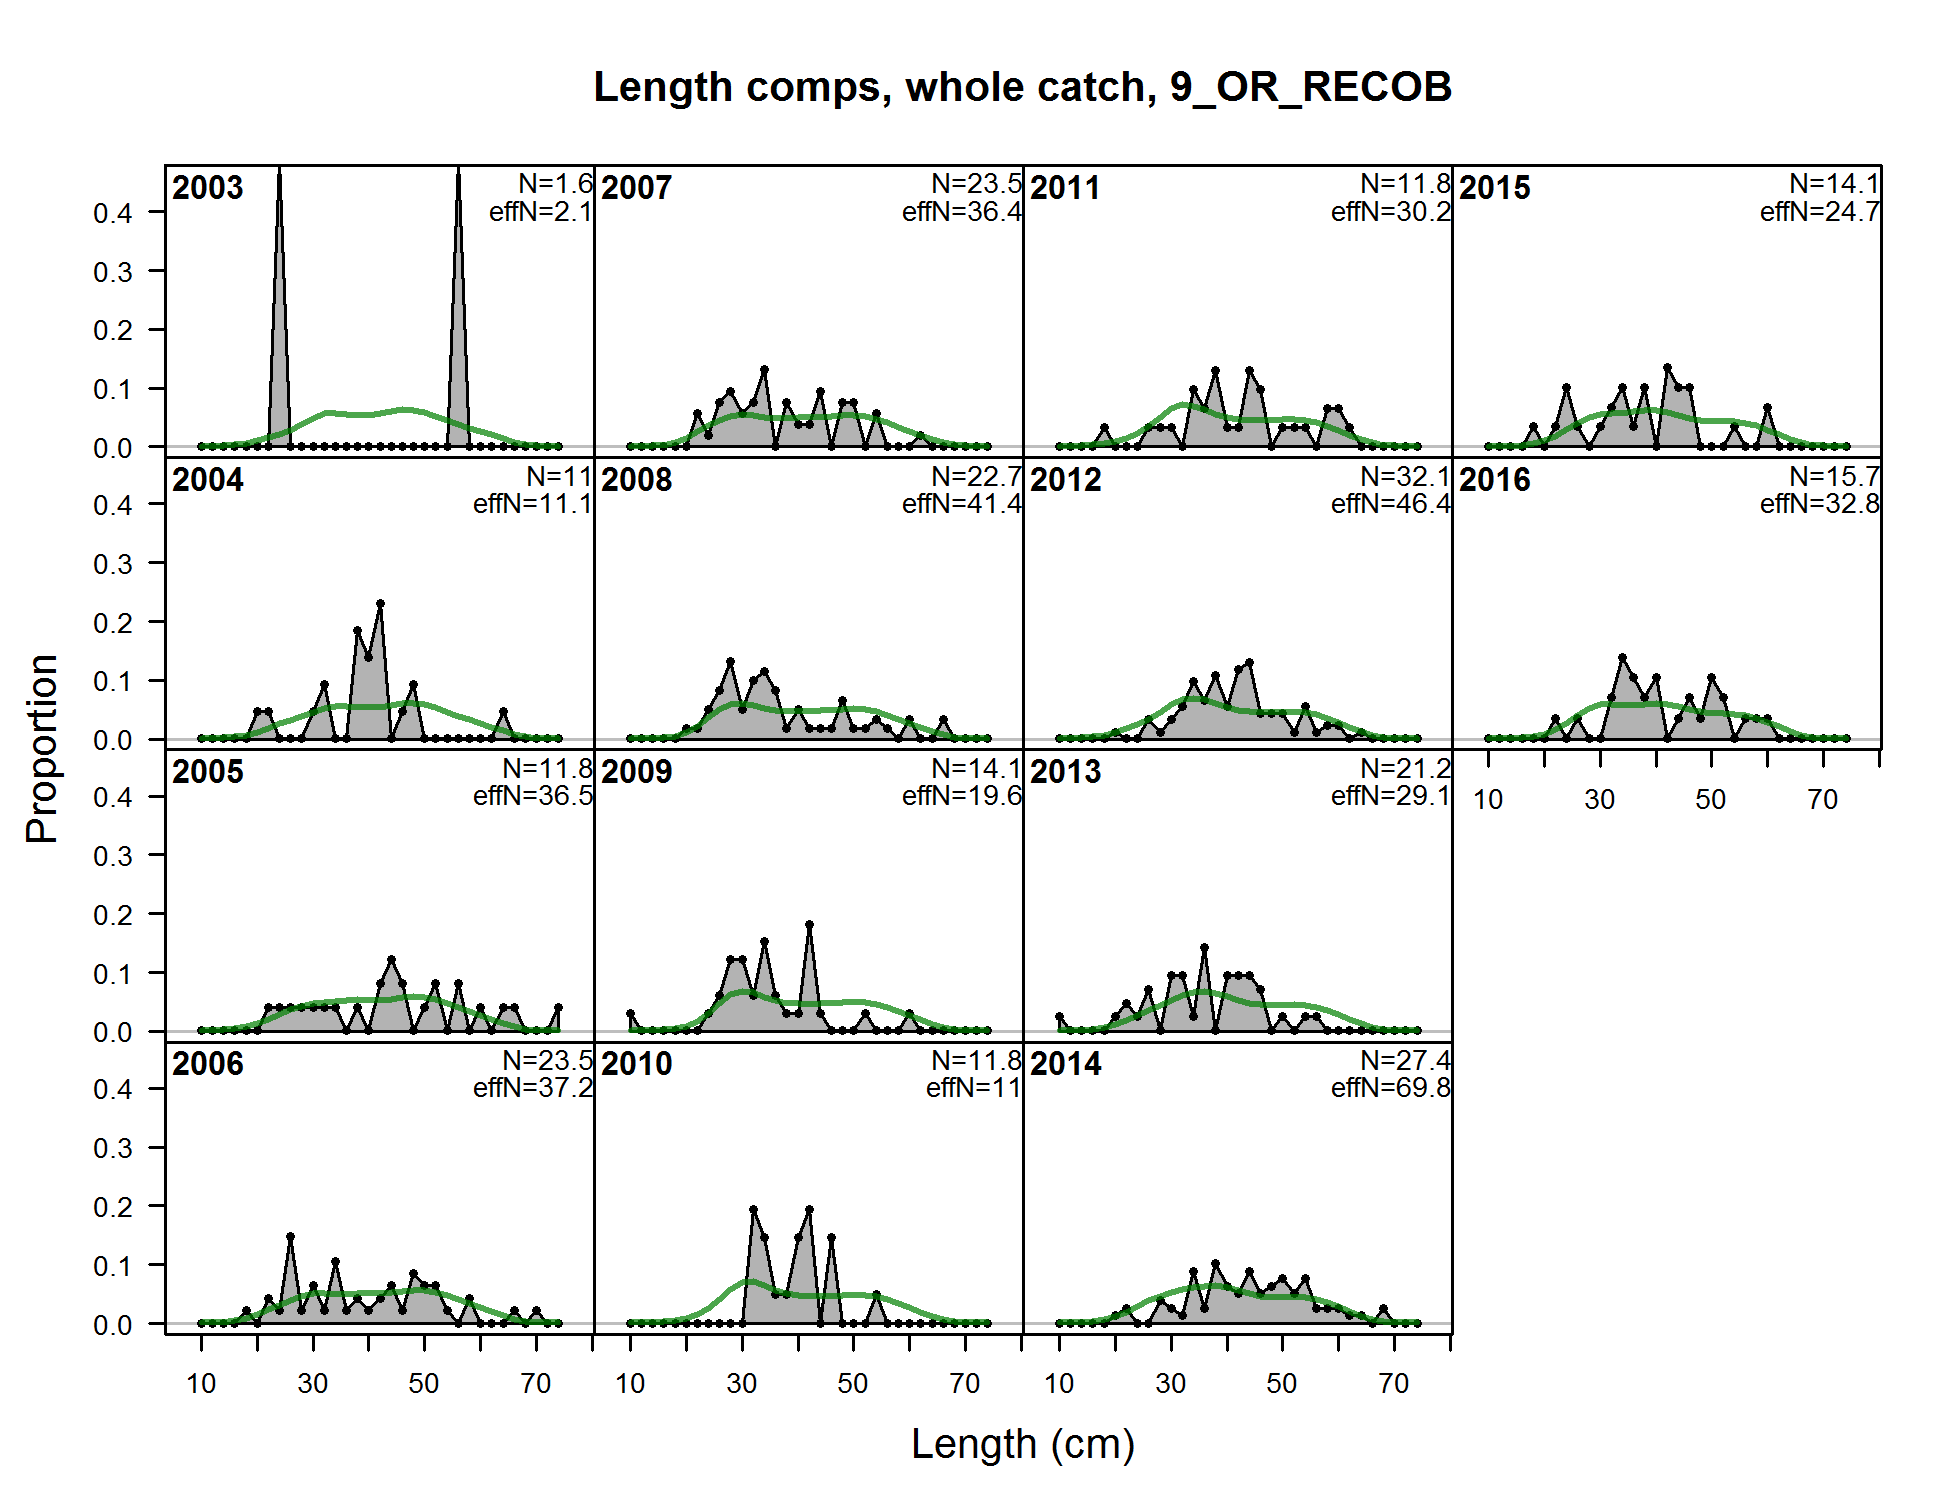 Length comps, whole catch, 9_OR_RECOB
2003
N=1.6
effN=2.1
2007
N=23.5
effN=36.4
2011
N=11.8
effN=30.2
2015
N=14.1
effN=24.7
0.4
0.3
0.2
0.1
0.0
2004
N=11
effN=11.1
2008
N=22.7
effN=41.4
2012
N=32.1
effN=46.4
2016
N=15.7
effN=32.8
0.4
0.3
0.2
0.1
0.0
Proportion
2005
N=11.8
effN=36.5
2009
N=14.1
effN=19.6
2013
N=21.2
effN=29.1
10 30 50 70
0.4
0.3
0.2
0.1
0.0
2006
N=23.5
effN=37.2
2010
N=11.8
effN=11
2014
N=27.4
effN=69.8
0.4
0.3
0.2
0.1
0.0
10 30 50 70 10 30 50 70 10 30 50 70
Length (cm)